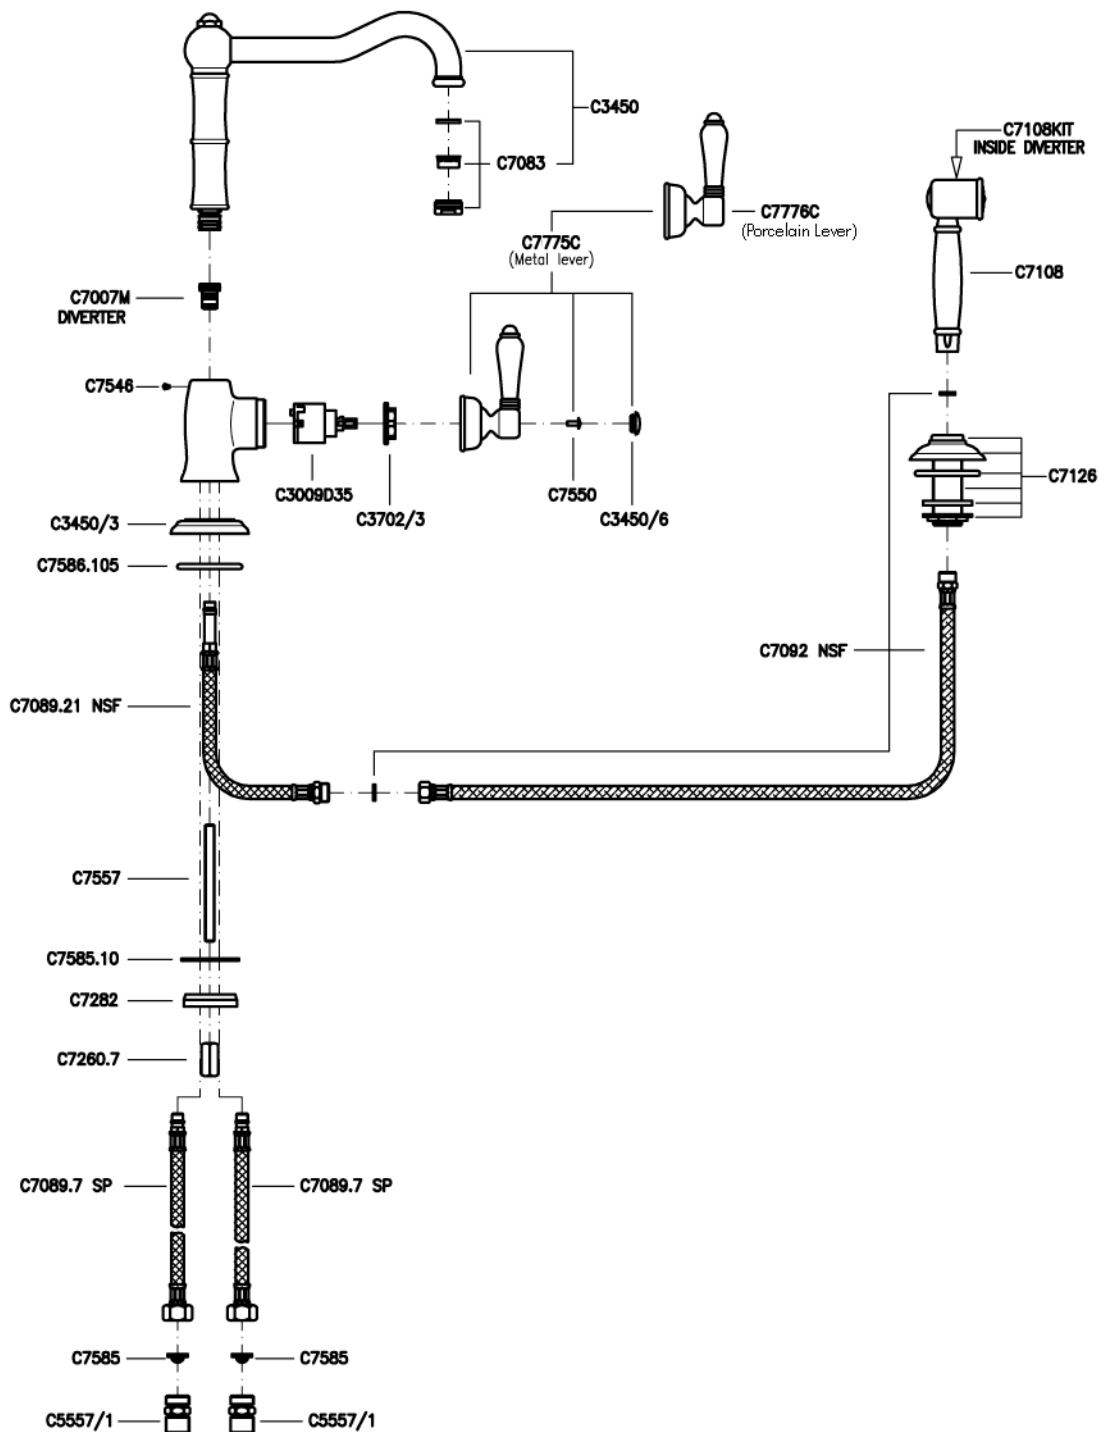 C3450
C7083
C7108KIT
INSIDE DIVERTER
C7776C
(Porcelain Lever)
C7775C
(Metal lever)
C7108
C7007M
DIVERTER
C7546
C3009D35
C3702/3
C7550
C3450/6
C7126
C3450/3
C7586.105
C7092 NSF
C7089.21 NSF
C7557
C7585.10
C7282
C7260.7
C7089.7 SP
C7089.7 SP
C7585
C7585
C5557/1
C5557/1